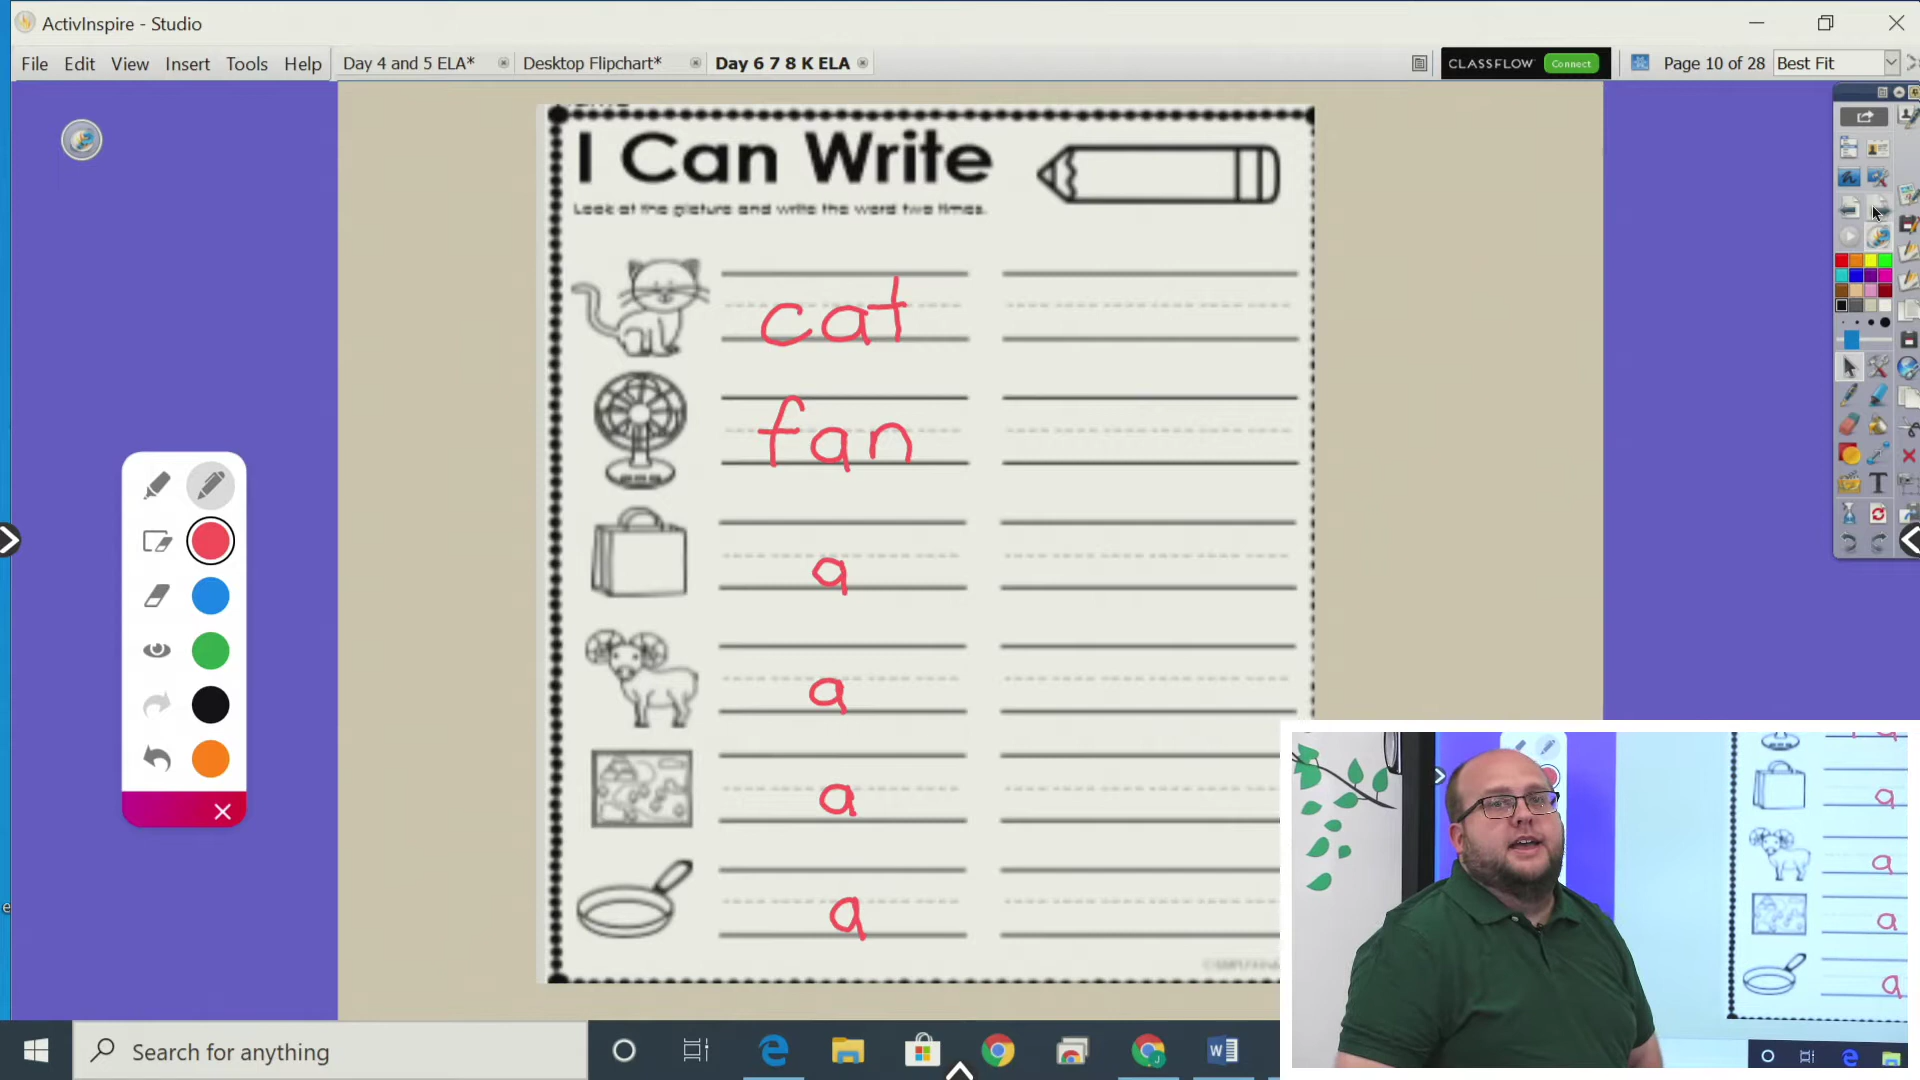 ActivInspire - Studio
File Edit View Insert Tools Help
Day 4 and 5 ELA* Desktop Flipchart* Day 6 7 8 K ELA
CLASSFLOW Connect Page 10 of 28 Best Fit
I Can Write
Look at the picture and write the word two times.
cat
fan
a
a
a
a
a
a
a
a
Search for anything